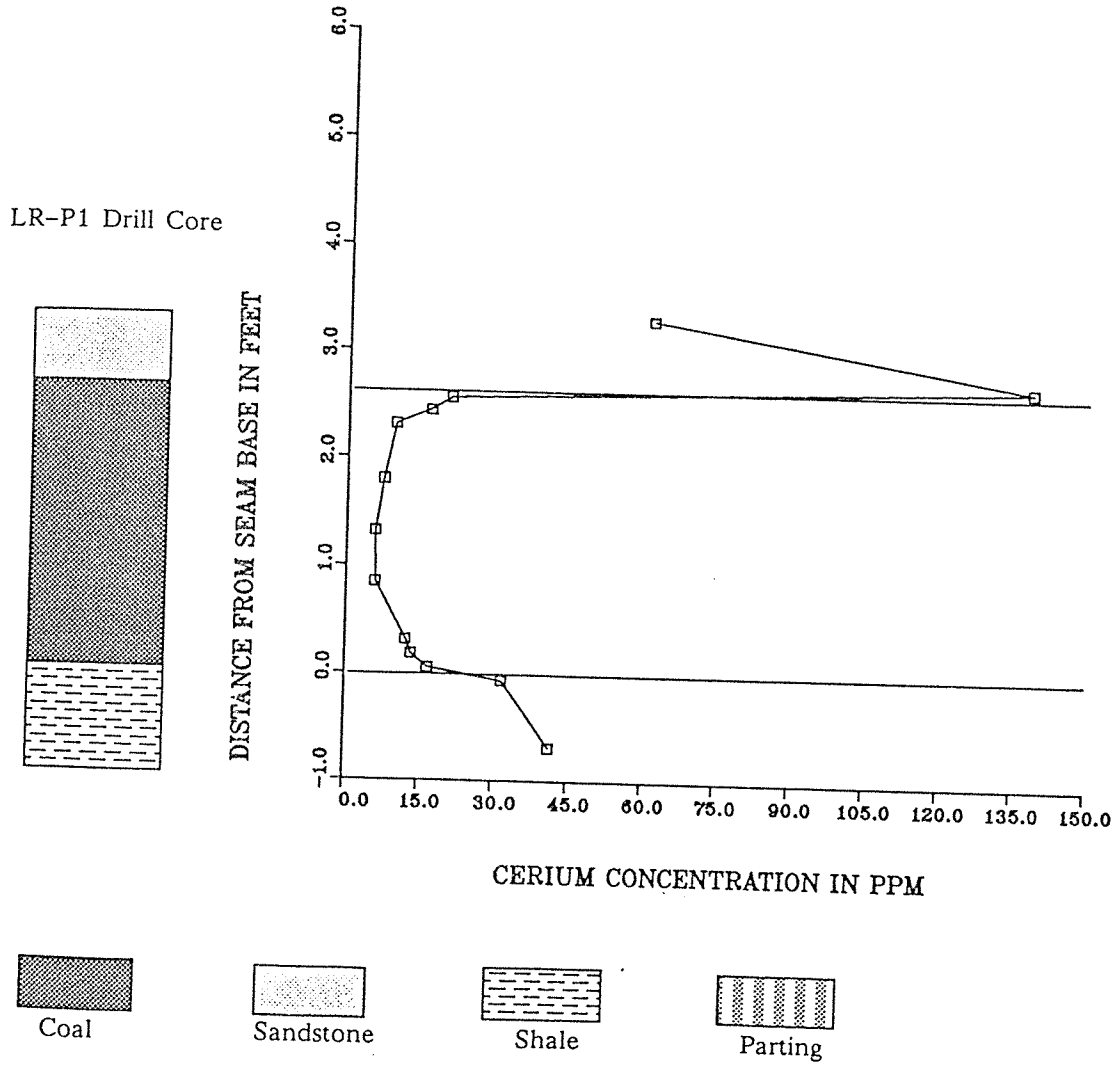 LR-P1 Drill Core
DISTANCE FROM SEAM BASE IN FEET
6.0
5.0
4.0
3.0
2.0
1.0
0.0
-1.0
0.0 15.0 30.0 45.0 60.0 75.0 90.0 105.0 120.0 135.0 150.0
CERIUM CONCENTRATION IN PPM
Coal Sandstone Shale Parting